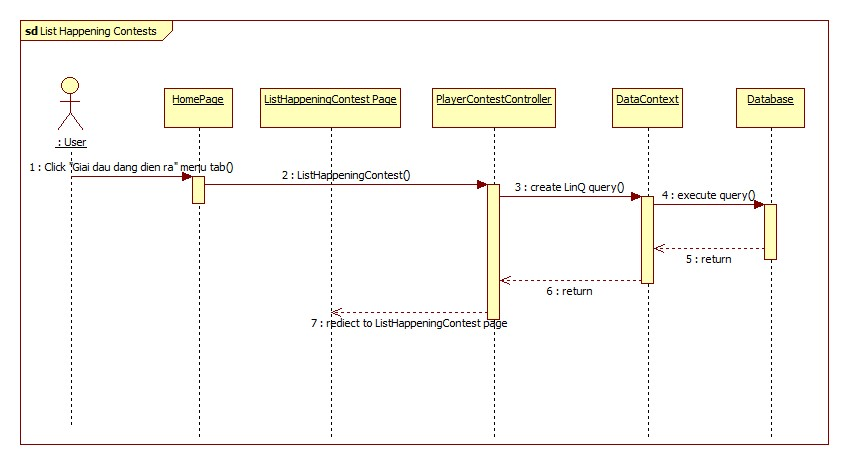 sd List Happening Contests
HomePage
ListHappeningContest Page
PlayerContestController
DataContext
Database
: User
1 : Click "Giai dau dang dien ra" menu tab()
2 : ListHappeningContest()
3 : create LinQ query()
4 : execute query()
5 : return
6 : return
7 : rediect to ListHappeningContest page